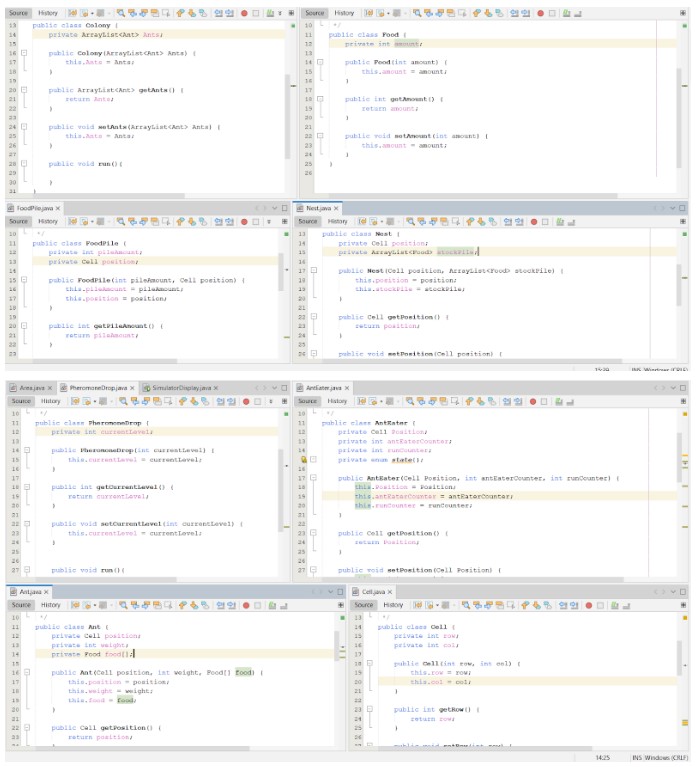 Source History
13
14 public class Colony {
private ArrayList<Ant> Ants;
15
16 public Colony(ArrayList<Ant> Ants) {
17 this.Ants = Ants;
18 }
19
20 public ArrayList<Ant> getAnts() {
21 return Ants;
22 }
23
24 public void setAnts(ArrayList<Ant> Ants) {
25 this.Ants = Ants;
26 }
27
28 public void run(){
29
30 }
31 }
Source History
10 */
11 public class Food {
12 private int amount;
13
14 public Food(int amount) {
15 this.amount = amount;
16 }
17
18
19 public int getAmount() {
20 return amount;
21 }
22 public void setAmount(int amount) {
23 this.amount = amount;
24 }
25 }
26
FoodPile.java
Source History
10 */
11 public class FoodPile {
12 private int pileAmount;
13 private Cell position;
14
15 public FoodPile(int pileAmount, Cell position) {
16 this.pileAmount = pileAmount;
17 this.position = position;
18 }
19
20 public int getPileAmount() {
21 return pileAmount;
22 }
23
Nest.java
Source History
13 public class Nest {
14 private Cell position;
15 private ArrayList<Food> stockPile;
16
17 public Nest(Cell position, ArrayList<Food> stockPile) {
18 this.position = position;
19 this.stockPile = stockPile;
20 }
21
22 public Cell getPosition() {
23 return position;
24 }
25
26 public void setPosition(Cell position) {
15:39 INS Windows (CRLF)
Area.java PheromoneDrop.java SimulatorDisplay.java
Source History
10 */
11 public class PheromoneDrop {
12 private int currentLevel;
13
14 public PheromoneDrop(int currentLevel) {
15 this.currentLevel = currentLevel;
16 }
17
18 public int getCurrentLevel() {
19 return currentLevel;
20 }
21
22 public void setCurrentLevel(int currentLevel) {
23 this.currentLevel = currentLevel;
24 }
25
26
27 public void run(){
AntEater.java
Source History
10 */
11 public class AntEater {
12 private Cell Position;
13 private int antEaterCounter;
14 private int runCounter;
private enum state{};
16
17 public AntEater(Cell Position, int antEaterCounter, int runCounter) {
18 this.Position = Position;
19 this.antEaterCounter = antEaterCounter;
20 this.runCounter = runCounter;
21 }
22
23 public Cell getPosition() {
24 return Position;
25 }
26
27 public void setPosition(Cell Position) {
Ant.java
Source History
10 */
11 public class Ant {
12 private Cell position;
13 private int weight;
14 private Food food[];
15
16 public Ant(Cell position, int weight, Food[] food) {
17 this.position = position;
18 this.weight = weight;
19 this.food = food;
20 }
21
22 public Cell getPosition() {
23 return position;
24 }
Cell.java
Source History
13 */
14 public class Cell {
15 private int row;
16 private int col;
17
18 public Cell(int row, int col) {
19 this.row = row;
20 this.col = col;
21 }
22
23 public int getRow() {
24 return row;
25 }
26
14:25 INS Windows (CRLF)